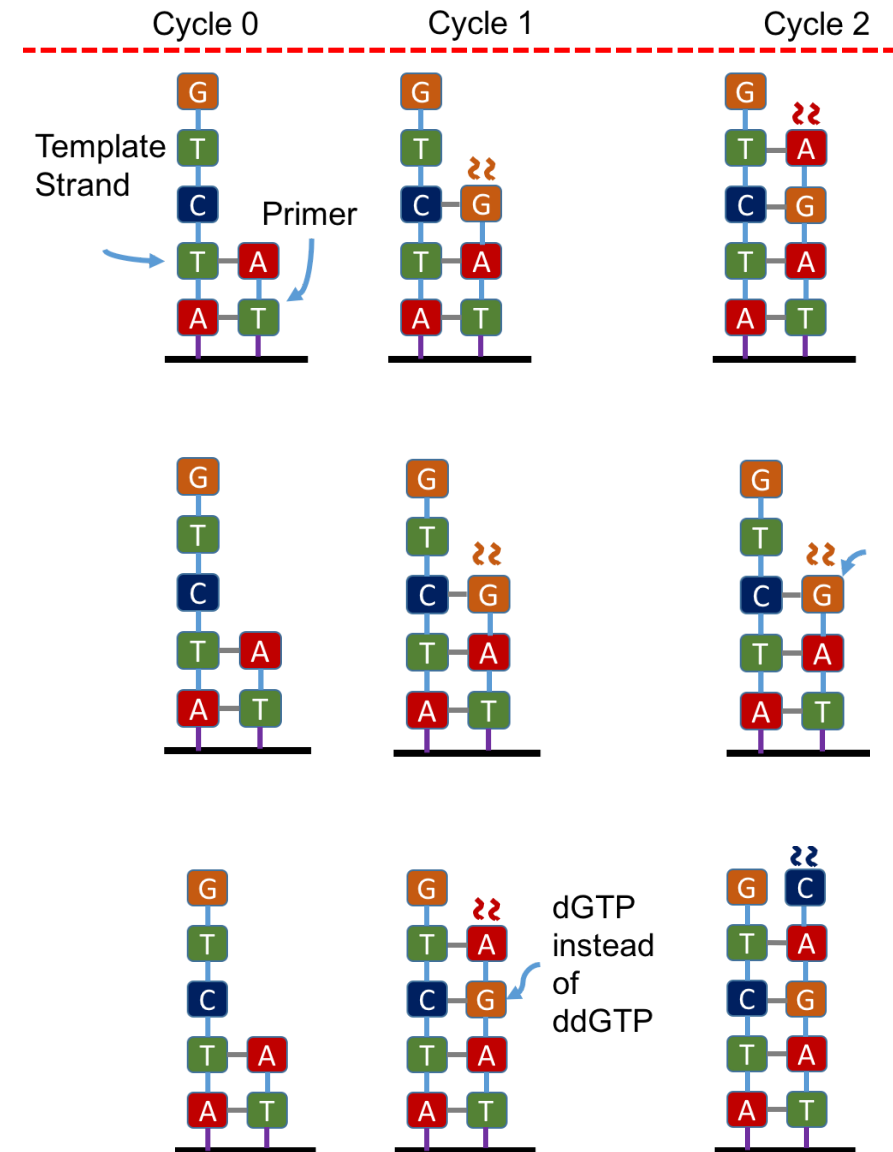 Cycle 0 Cycle 1 Cycle 2
Template
Strand
Primer
G G G
T T T A
C C G C G
T A T A T A
A T A T A T
G G G
T T T
C C G C G
T A T A T A
A T A T A T
G G G C
T T A T A
C C G C G
T A T A T A
A T A T A T
dGTP
instead
of
ddGTP